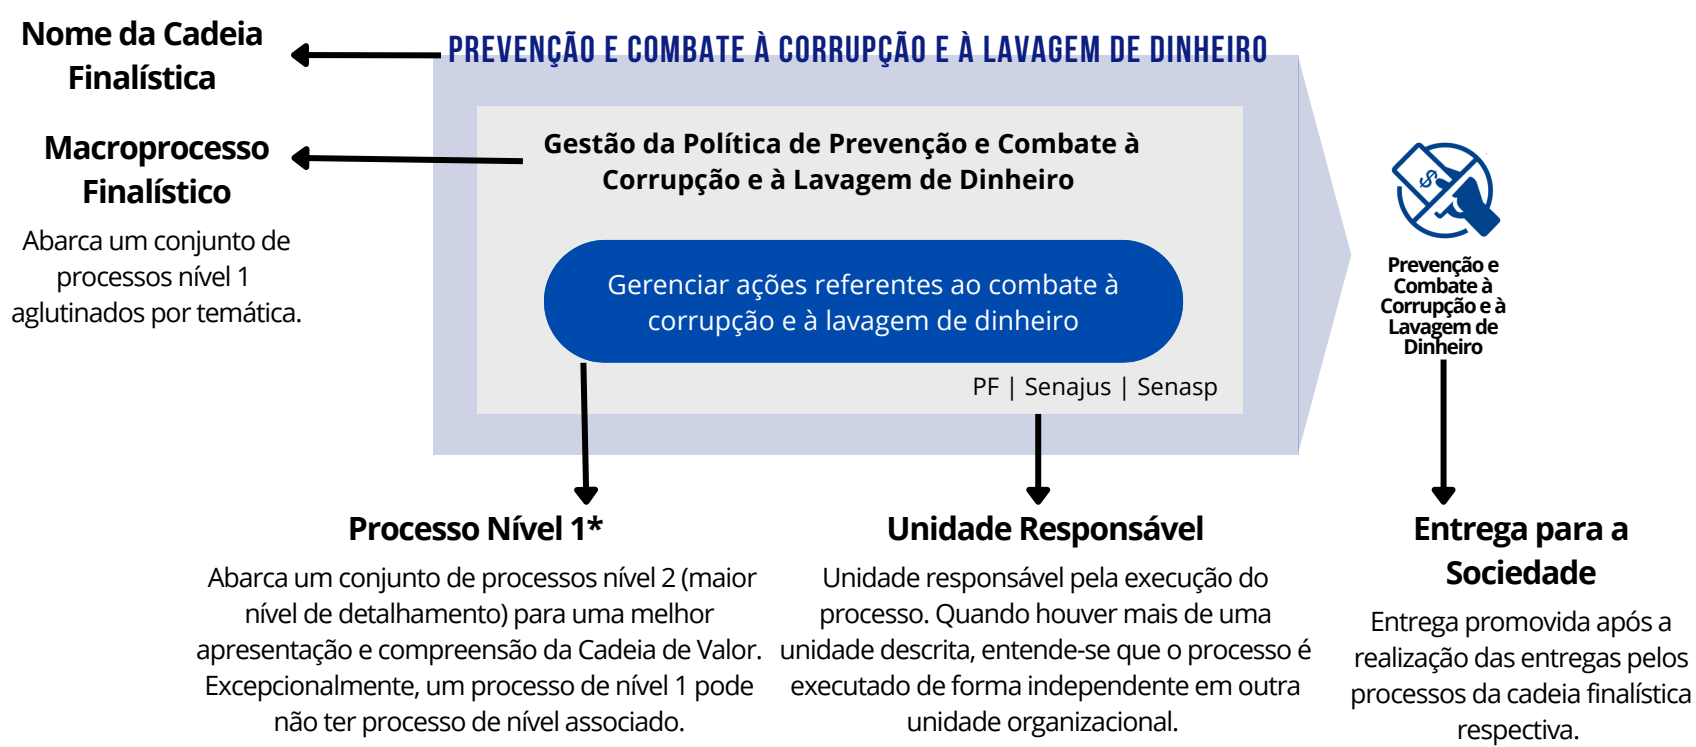 Nome da Cadeia
Finalística
PREVENÇÃO E COMBATE À CORRUPÇÃO E À LAVAGEM DE DINHEIRO
Macroprocesso
Finalístico
Abarca um conjunto de
processos nível 1
aglutinados por temática.
Gestão da Política de Prevenção e Combate à
Corrupção e à Lavagem de Dinheiro
Gerenciar ações referentes ao combate à
corrupção e à lavagem de dinheiro
PF | Senajus | Senasp
$
Prevenção e
Combate à
Corrupção e à
Lavagem de
Dinheiro
Processo Nível 1*
Abarca um conjunto de processos nível 2 (maior
nível de detalhamento) para uma melhor
apresentação e compreensão da Cadeia de Valor.
Excepcionalmente, um processo de nível 1 pode
não ter processo de nível associado.
Unidade Responsável
Unidade responsável pela execução do
processo. Quando houver mais de uma
unidade descrita, entende-se que o processo é
executado de forma independente em outra
unidade organizacional.
Entrega para a
Sociedade
Entrega promovida após a
realização das entregas pelos
processos da cadeia finalística
respectiva.